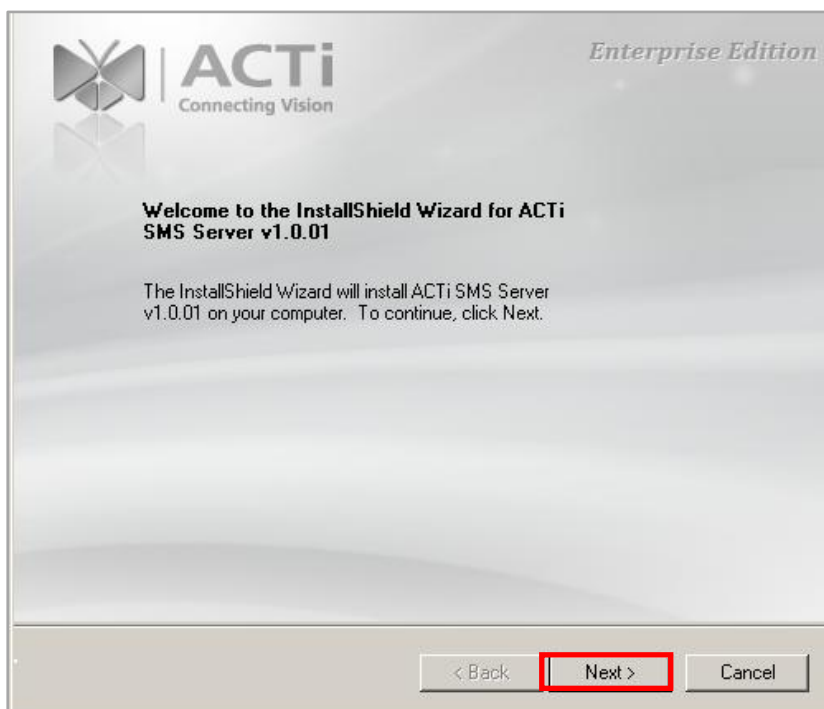 ACTi
Connecting Vision
Enterprise Edition
Welcome to the InstallShield Wizard for ACTi
SMS Server v1.0.01
The InstallShield Wizard will install ACTi SMS Server
v1.0.01 on your computer.  To continue, click Next.
< Back
Next >
Cancel